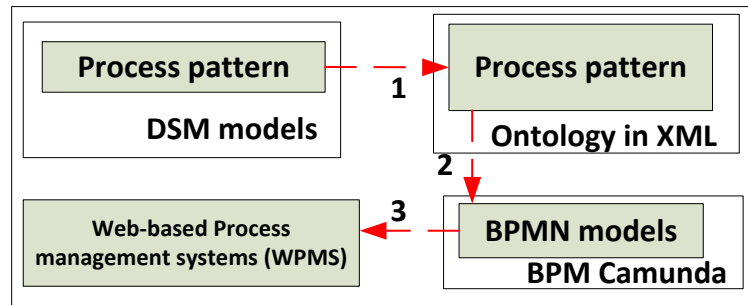 Process pattern
1
DSM models
Process pattern
Ontology in XML
2
Web-based Process
management systems (WPMS)
3
BPMN models
BPM Camunda